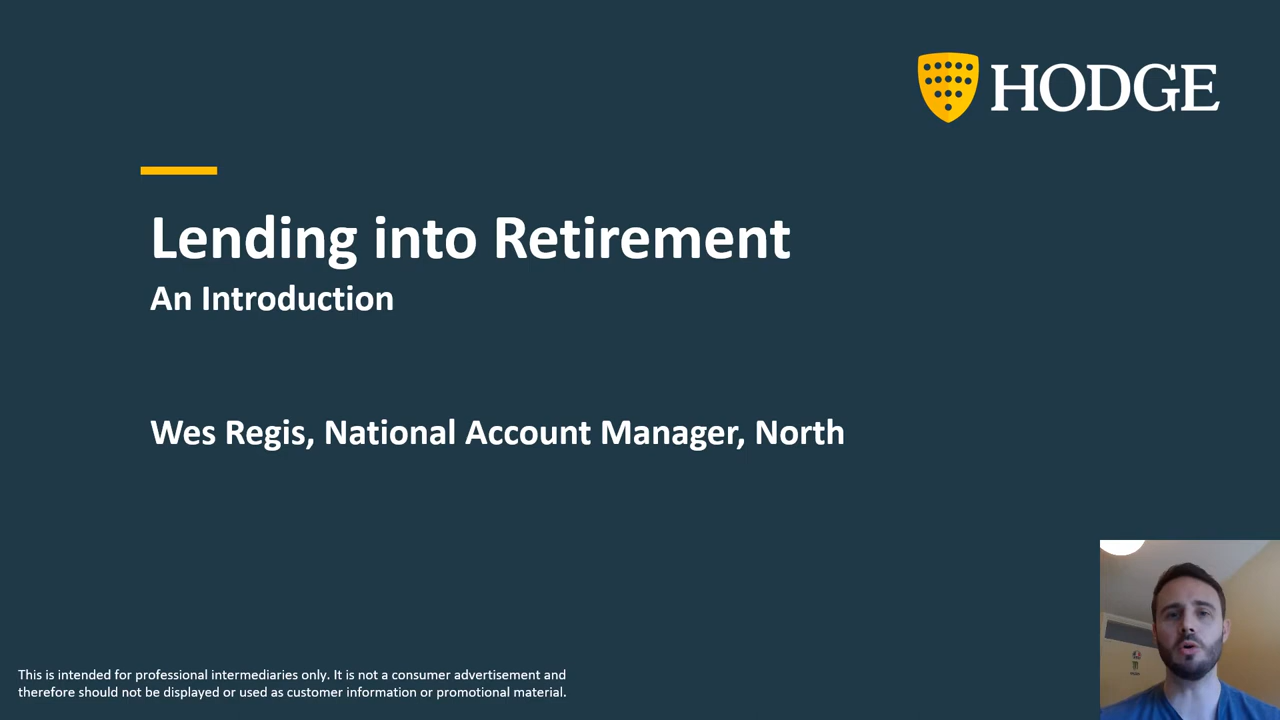 HODGE
Lending into Retirement
An Introduction
Wes Regis, National Account Manager, North
This is intended for professional intermediaries only. It is not a consumer advertisement and
therefore should not be displayed or used as customer information or promotional material.